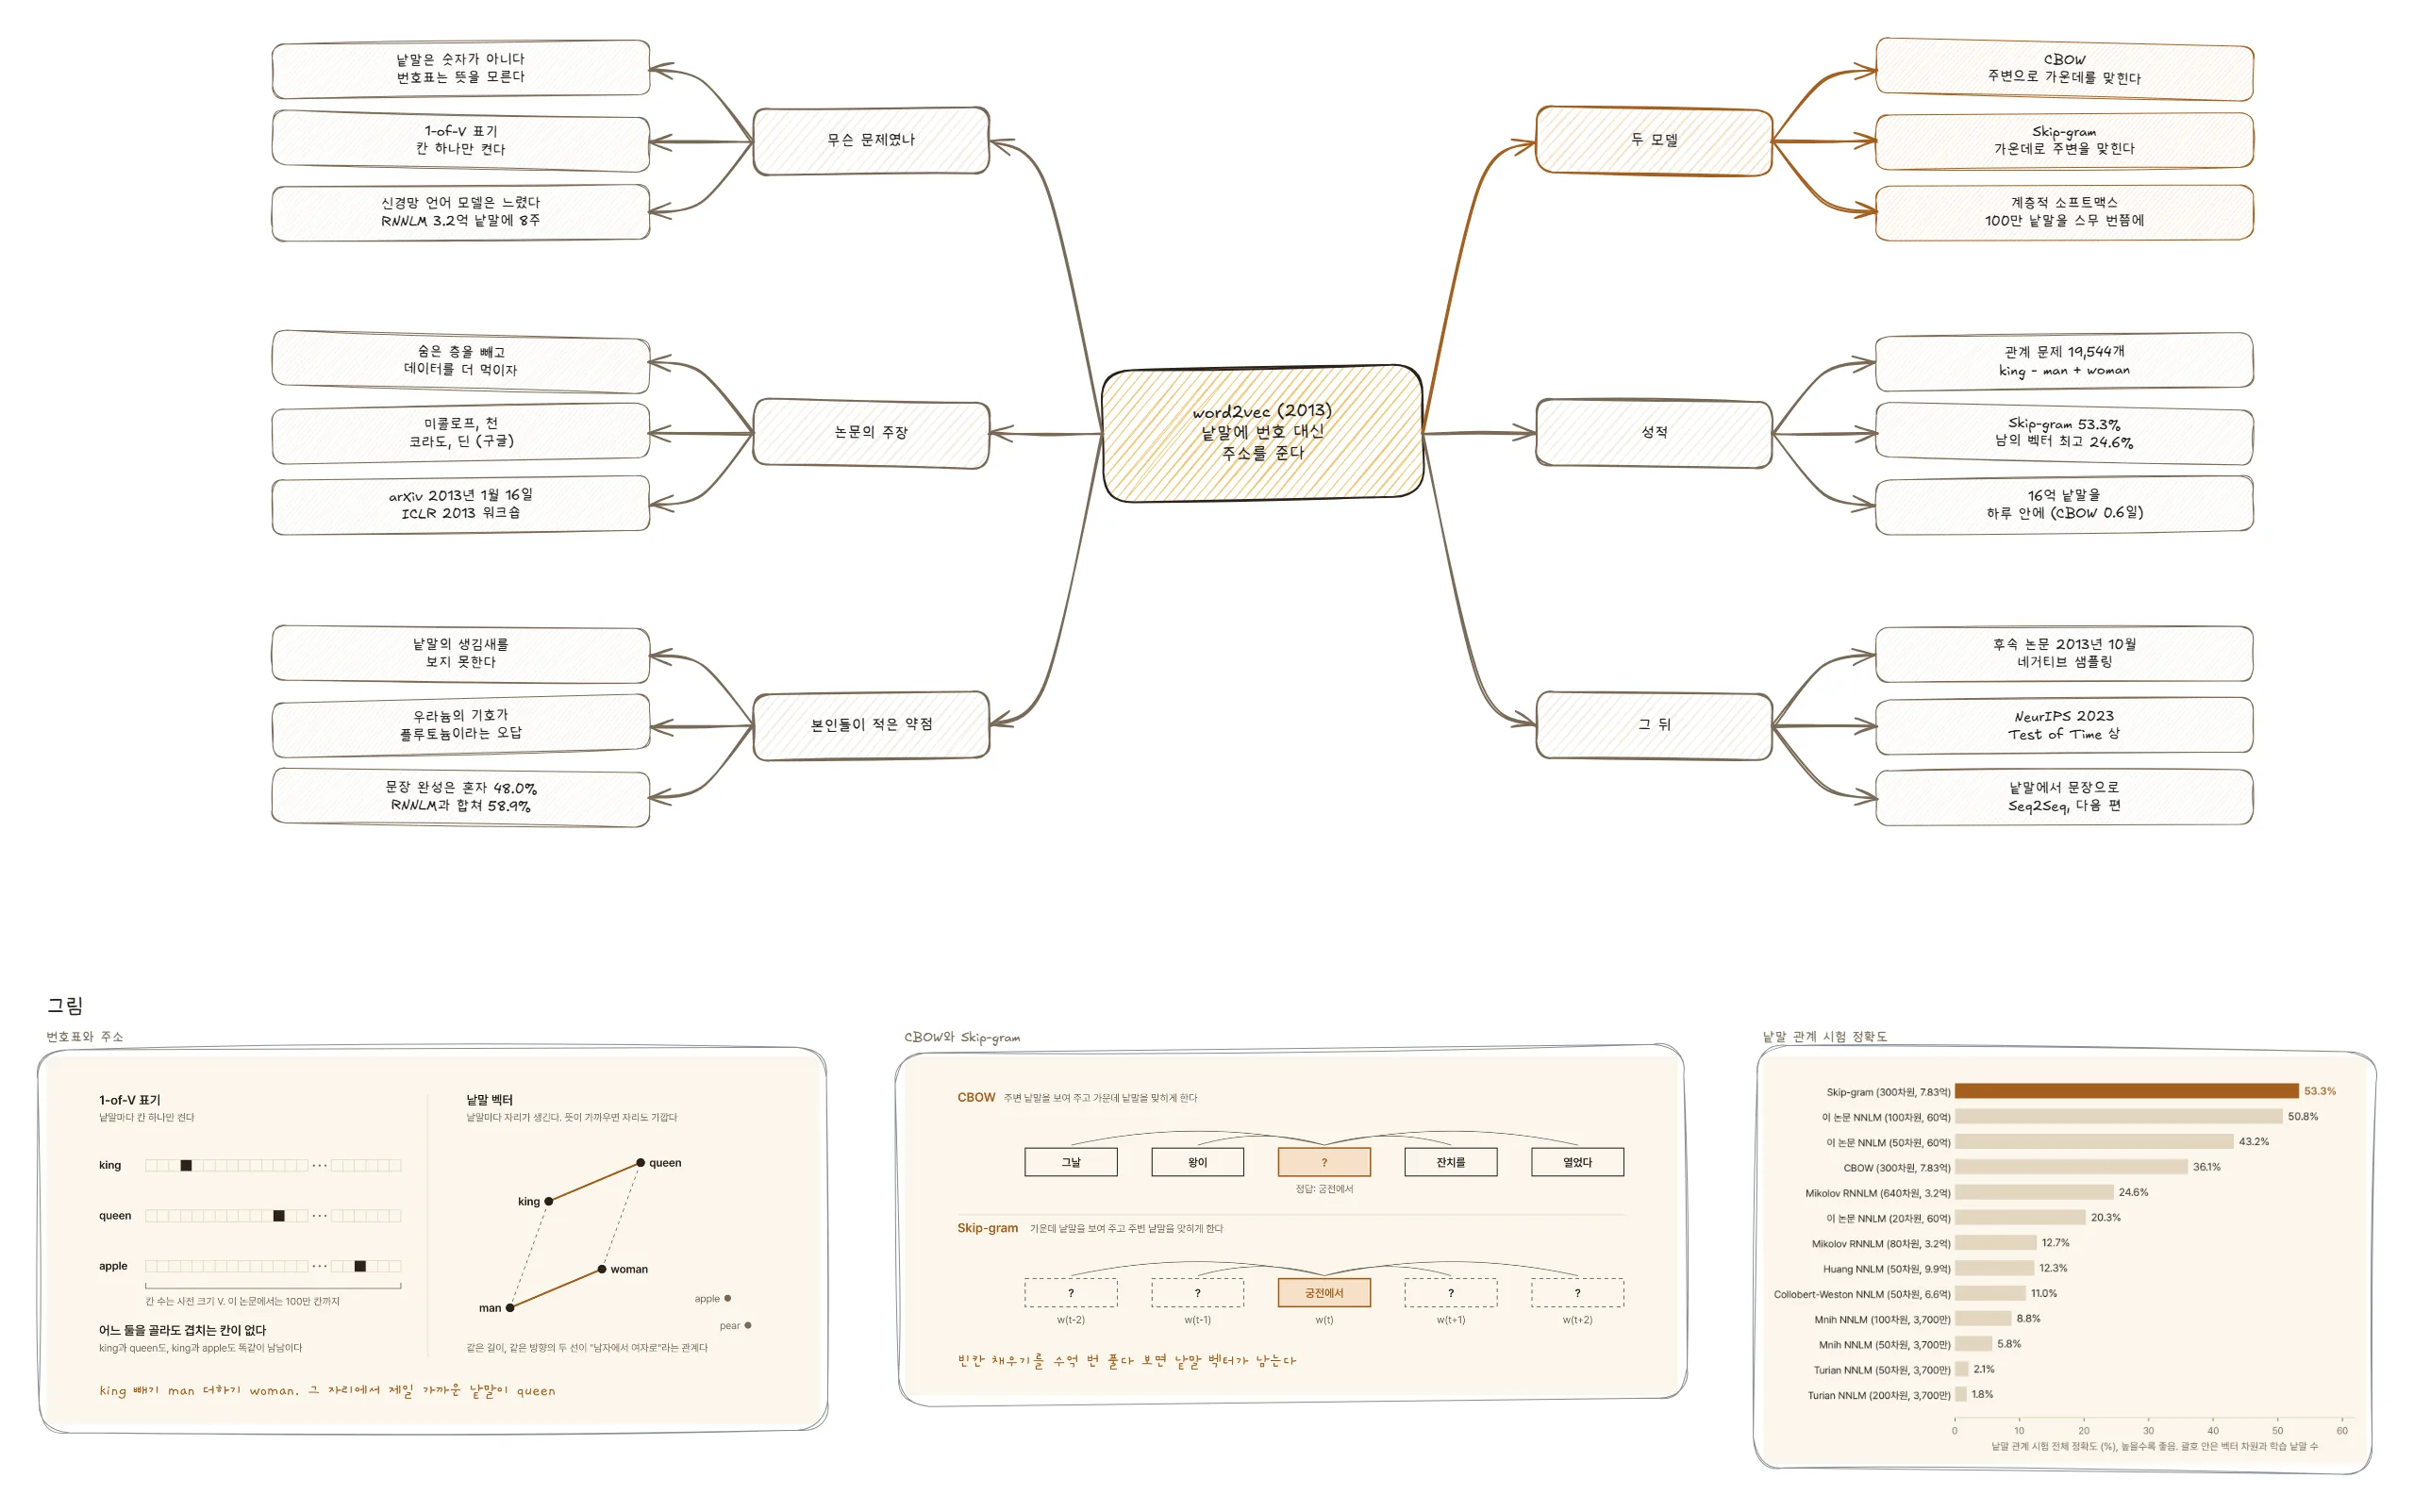 낱말은 숫자가 아니다
번호표는 뜻을 모른다
1-of-V 표기
칸 하나만 켠다
신경망 언어 모델은 느렸다
RNNLM 3.2억 낱말에 8주
무슨 문제였나
숨은 층을 빼고
데이터를 더 먹이자
미콜로프, 천
코라도, 딘 (구글)
arXiv 2013년 1월 16일
ICLR 2013 워크숍
논문의 주장
낱말의 생김새를
보지 못한다
우라늄의 기호가
플루토늄이라는 오답
문장 완성은 혼자 48.0%
RNNLM과 합쳐 58.9%
본인들이 적은 약점
word2vec (2013)
낱말에 번호 대신
주소를 준다
두 모델
CBOW
주변으로 가운데를 맞힌다
Skip-gram
가운데로 주변을 맞힌다
계층적 소프트맥스
100만 낱말을 스무 번쯤에
성적
관계 문제 19,544개
king - man + woman
Skip-gram 53.3%
남의 벡터 최고 24.6%
16억 낱말을
하루 안에 (CBOW 0.6일)
그 뒤
후속 논문 2013년 10월
네거티브 샘플링
NeurIPS 2023
Test of Time 상
낱말에서 문장으로
Seq2Seq, 다음 편
그림
번호표와 주소
1-of-V 표기
낱말마다 칸 하나만 켠다
king
queen
apple
칸 수는 사전 크기 V. 이 논문에서는 100만 칸까지
어느 둘을 골라도 겹치는 칸이 없다
king과 queen도, king과 apple도 똑같이 남남이다
낱말 벡터
낱말마다 자리가 생긴다. 뜻이 가까우면 자리도 가깝다
queen
king
woman
man
apple
pear
같은 길이, 같은 방향의 두 선이 "남자에서 여자로"라는 관계다
king 빼기 man 더하기 woman. 그 자리에서 제일 가까운 낱말이 queen
CBOW와 Skip-gram
CBOW 주변 낱말을 보여 주고 가운데 낱말을 맞히게 한다
그날 왕이 ? 잔치를 열었다
정답: 궁전에서
Skip-gram 가운데 낱말을 보여 주고 주변 낱말을 맞히게 한다
? ? 궁전에서 ? ?
w(t-2) w(t-1) w(t) w(t+1) w(t+2)
빈칸 채우기를 수억 번 풀다 보면 낱말 벡터가 남는다
낱말 관계 시험 정확도
Skip-gram (300차원, 7.83억) 53.3%
이 논문 NNLM (100차원, 60억) 50.8%
이 논문 NNLM (50차원, 60억) 43.2%
CBOW (300차원, 7.83억) 36.1%
Mikolov RNNLM (640차원, 3.2억) 24.6%
이 논문 NNLM (20차원, 60억) 20.3%
Mikolov RNNLM (80차원, 3.2억) 12.7%
Huang NNLM (50차원, 9.9억) 12.3%
Collobert-Weston NNLM (50차원, 6.6억) 11.0%
Mnih NNLM (100차원, 3,700만) 8.8%
Mnih NNLM (50차원, 3,700만) 5.8%
Turian NNLM (50차원, 3,700만) 2.1%
Turian NNLM (200차원, 3,700만) 1.8%
0 10 20 30 40 50 60
낱말 관계 시험 전체 정확도 (%), 높을수록 좋음. 괄호 안은 벡터 차원과 학습 낱말 수